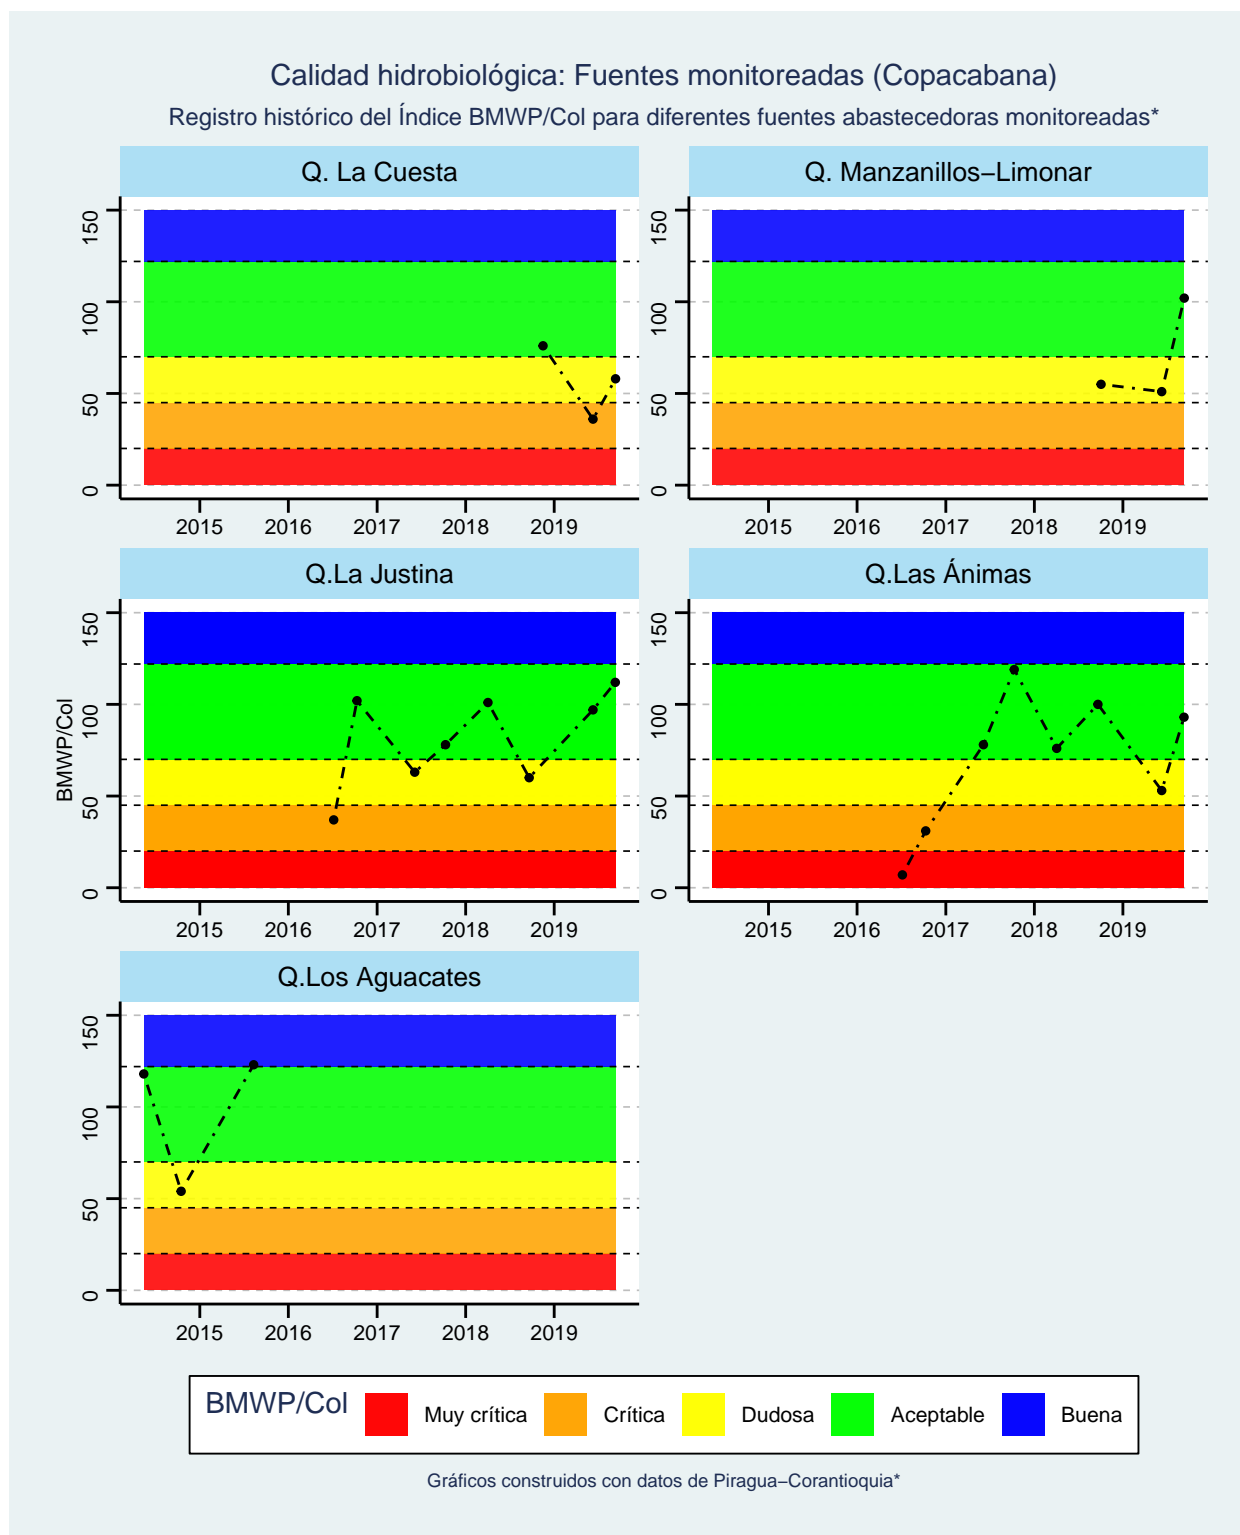 Calidad hidrobiológica: Fuentes monitoreadas (Copacabana)
Registro histórico del Índice BMWP/Col para diferentes fuentes abastecedoras monitoreadas*
Q. La Cuesta
Q. Manzanillos−Limonar
150
100
50
0
2015 2016 2017 2018 2019
150
100
50
0
2015 2016 2017 2018 2019
Q.La Justina
Q.Las Ánimas
BMWP/Col
150
100
50
0
2015 2016 2017 2018 2019
150
100
50
0
2015 2016 2017 2018 2019
Q.Los Aguacates
150
100
50
0
2015 2016 2017 2018 2019
BMWP/Col Muy crítica Crítica Dudosa Aceptable Buena
Gráficos construidos con datos de Piragua−Corantioquia*